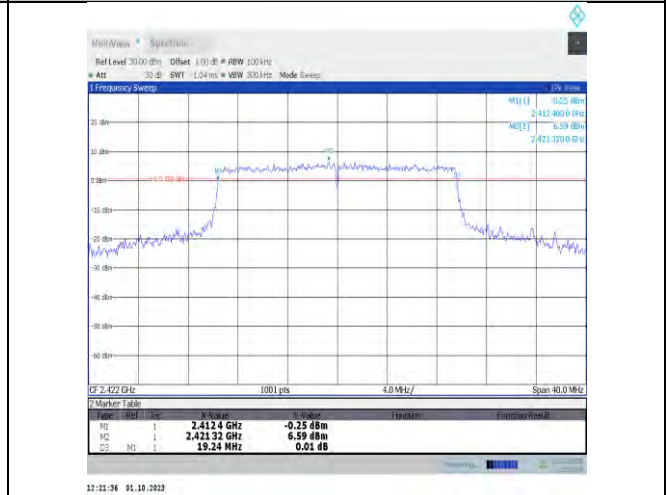 MultiView Spectrum
Ref Level 30.00 dBm Offset 1.00 dB RBW 100 kHz
Att 30 dB SWT 1.04 ms VBW 300 kHz Mode Sweep
1 Frequency Sweep 1Pk View
M1[1] -0.25 dBm
2.412400 0 GHz
M2[1] 6.59 dBm
2.421 320 0 GHz
20 dBm
10 dBm
0 dBm
M1
-10 dBm
-20 dBm
-30 dBm
-40 dBm
-50 dBm
-60 dBm
CF 2.422 GHz 1001 pts 4.0 MHz/ Span 40.0 MHz
2 Marker Table
Type Ref Trc X-Value Y-Value Function Function Result
M1 1 2.412 4 GHz -0.25 dBm
M2 1 2.421 32 GHz 6.59 dBm
D3 M1 1 19.24 MHz 0.01 dB
12:21:36 01.10.2023